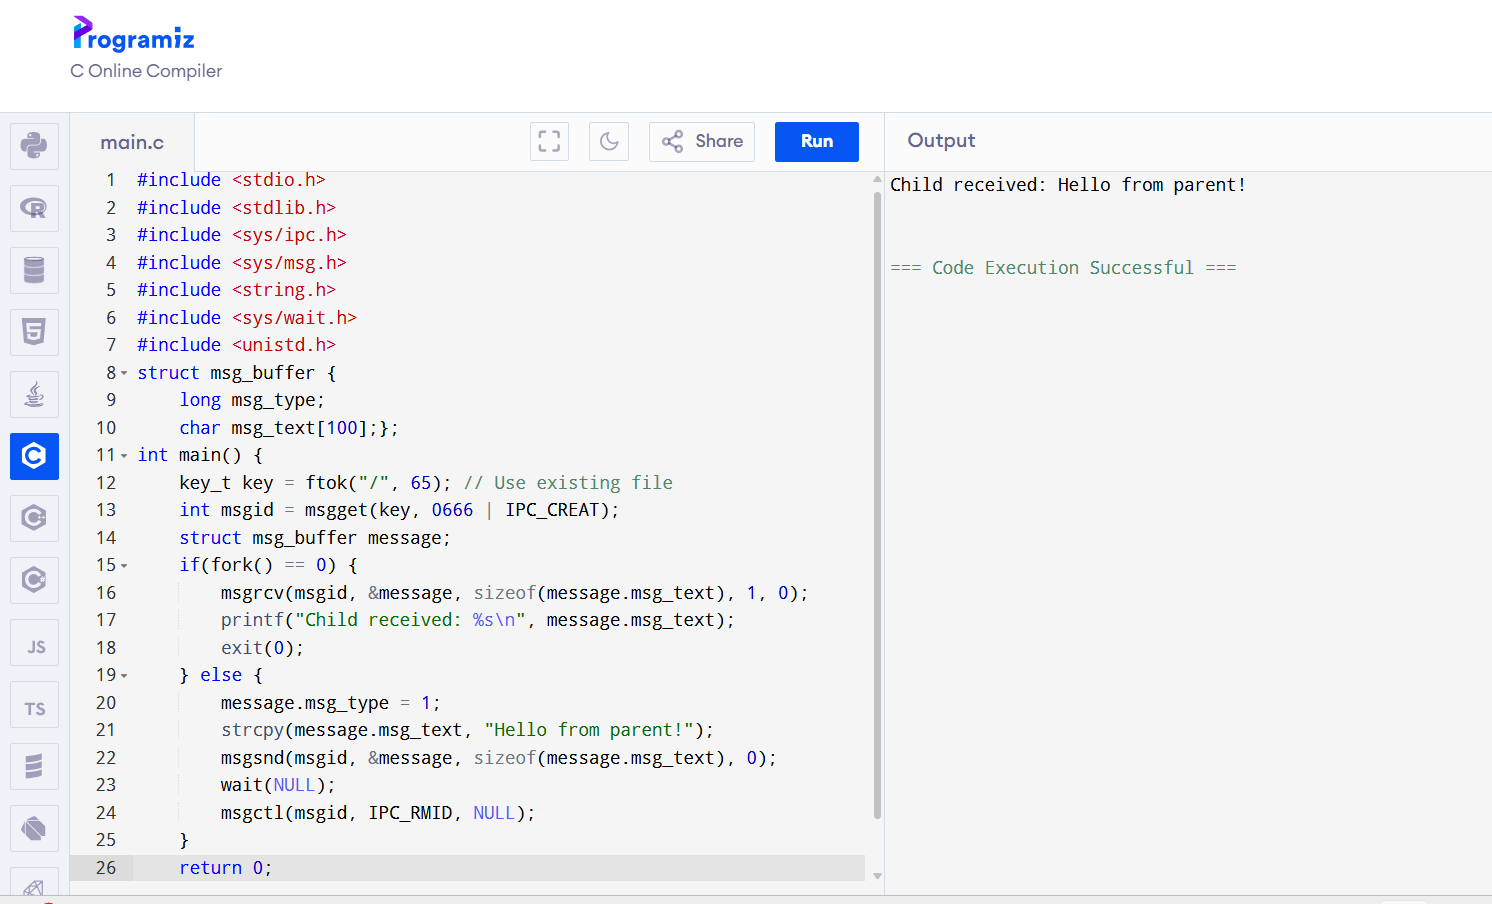 Programiz
C Online Compiler
main.c
Share
Run
Output
1 #include <stdio.h>
2 #include <stdlib.h>
3 #include <sys/ipc.h>
4 #include <sys/msg.h>
5 #include <string.h>
6 #include <sys/wait.h>
7 #include <unistd.h>
8 struct msg_buffer {
9     long msg_type;
10     char msg_text[100];};
11 int main() {
12     key_t key = ftok("/", 65); // Use existing file
13     int msgid = msgget(key, 0666 | IPC_CREAT);
14     struct msg_buffer message;
15     if(fork() == 0) {
16         msgrcv(msgid, &message, sizeof(message.msg_text), 1, 0);
17         printf("Child received: %s\n", message.msg_text);
18         exit(0);
19     } else {
20         message.msg_type = 1;
21         strcpy(message.msg_text, "Hello from parent!");
22         msgsnd(msgid, &message, sizeof(message.msg_text), 0);
23         wait(NULL);
24         msgctl(msgid, IPC_RMID, NULL);
25     }
26     return 0;
Child received: Hello from parent!
=== Code Execution Successful ===
R
5
C
C
C
JS
TS